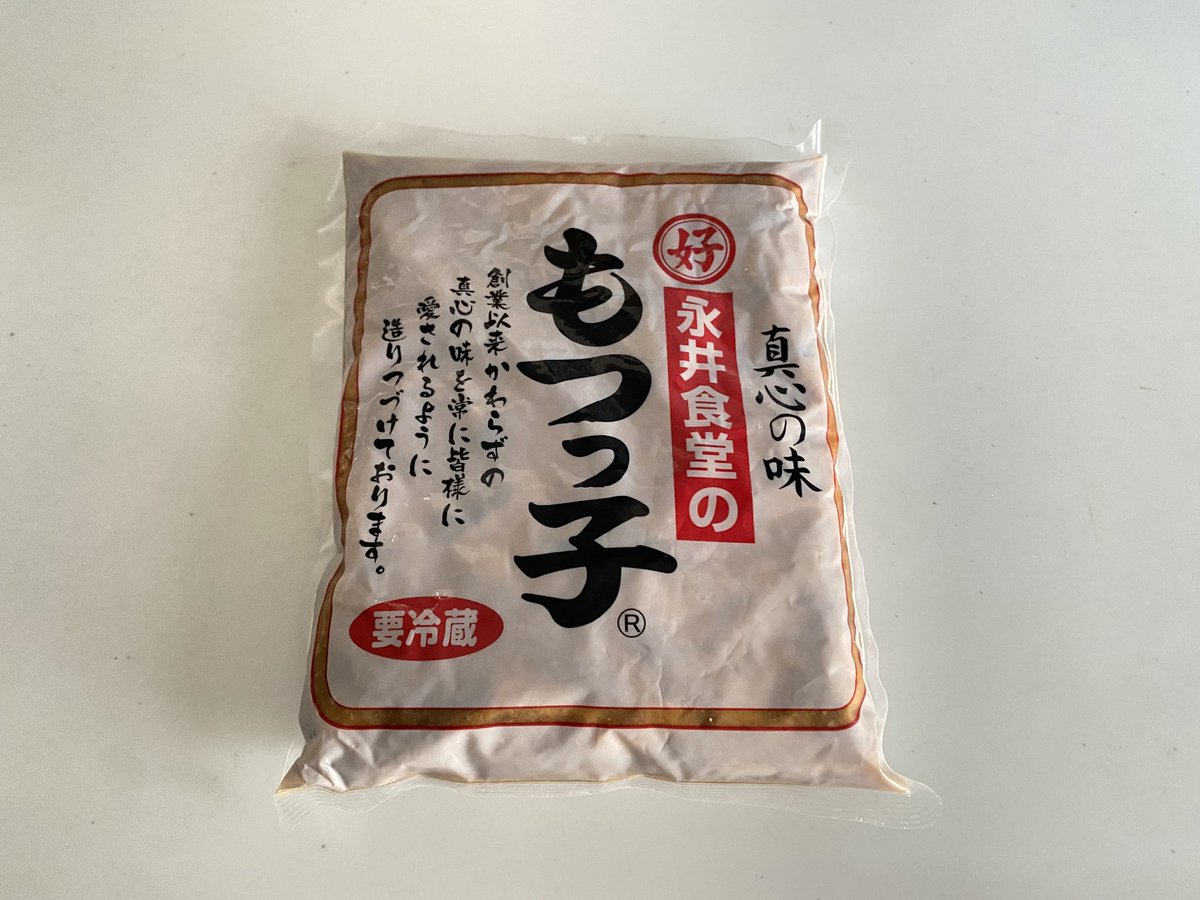 真心の味
好
永井食堂の
もつっ子
®
創業以来かわらずの
真心の味を常に皆様に
愛されるように
造りつづけております。
要冷蔵